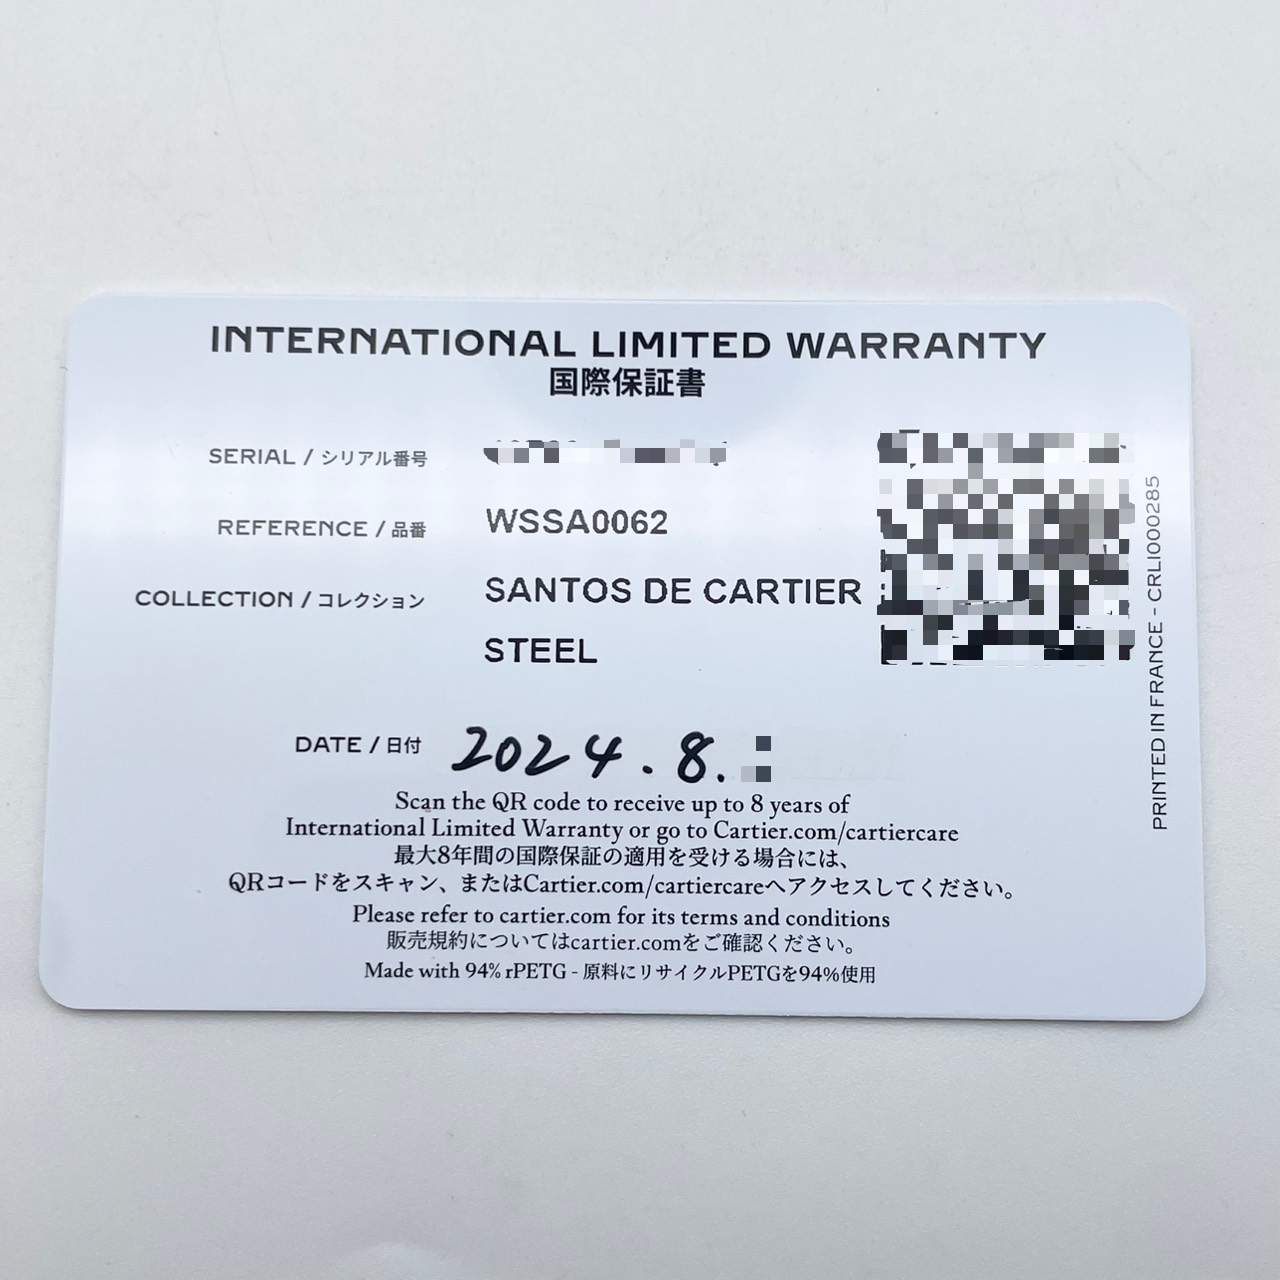 INTERNATIONAL LIMITED WARRANTY
国際保証書
SERIAL / シリアル番号
REFERENCE / 品番 WSSA0062
COLLECTION / コレクション SANTOS DE CARTIER
STEEL
DATE / 日付 2024.8.
Scan the QR code to receive up to 8 years of
International Limited Warranty or go to Cartier.com/cartiercare
最大8年間の国際保証の適用を受ける場合には、
QRコードをスキャン、またはCartier.com/cartiercareへアクセスしてください。
Please refer to cartier.com for its terms and conditions
販売規約についてはcartier.comをご確認ください。
Made with 94% rPETG - 原料にリサイクルPETGを94%使用
PRINTED IN FRANCE - CRLI000285